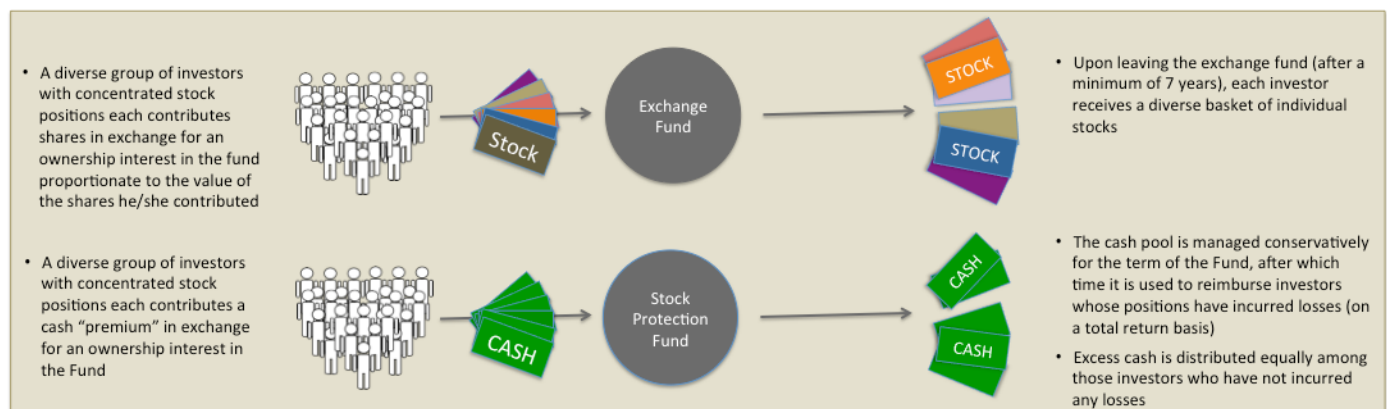 • A diverse group of investors
with concentrated stock
positions each contributes
shares in exchange for an
ownership interest in the fund
proportionate to the value of
the shares he/she contributed
Stock
Exchange
Fund
STOCK
STOCK
• Upon leaving the exchange fund (after a
minimum of 7 years), each investor
receives a diverse basket of individual
stocks
• A diverse group of investors
with concentrated stock
positions each contributes a
cash “premium” in exchange
for an ownership interest in
the Fund
CASH
Stock
Protection
Fund
CASH
CASH
• The cash pool is managed conservatively
for the term of the Fund, after which
time it is used to reimburse investors
whose positions have incurred losses (on
a total return basis)
• Excess cash is distributed equally among
those investors who have not incurred
any losses